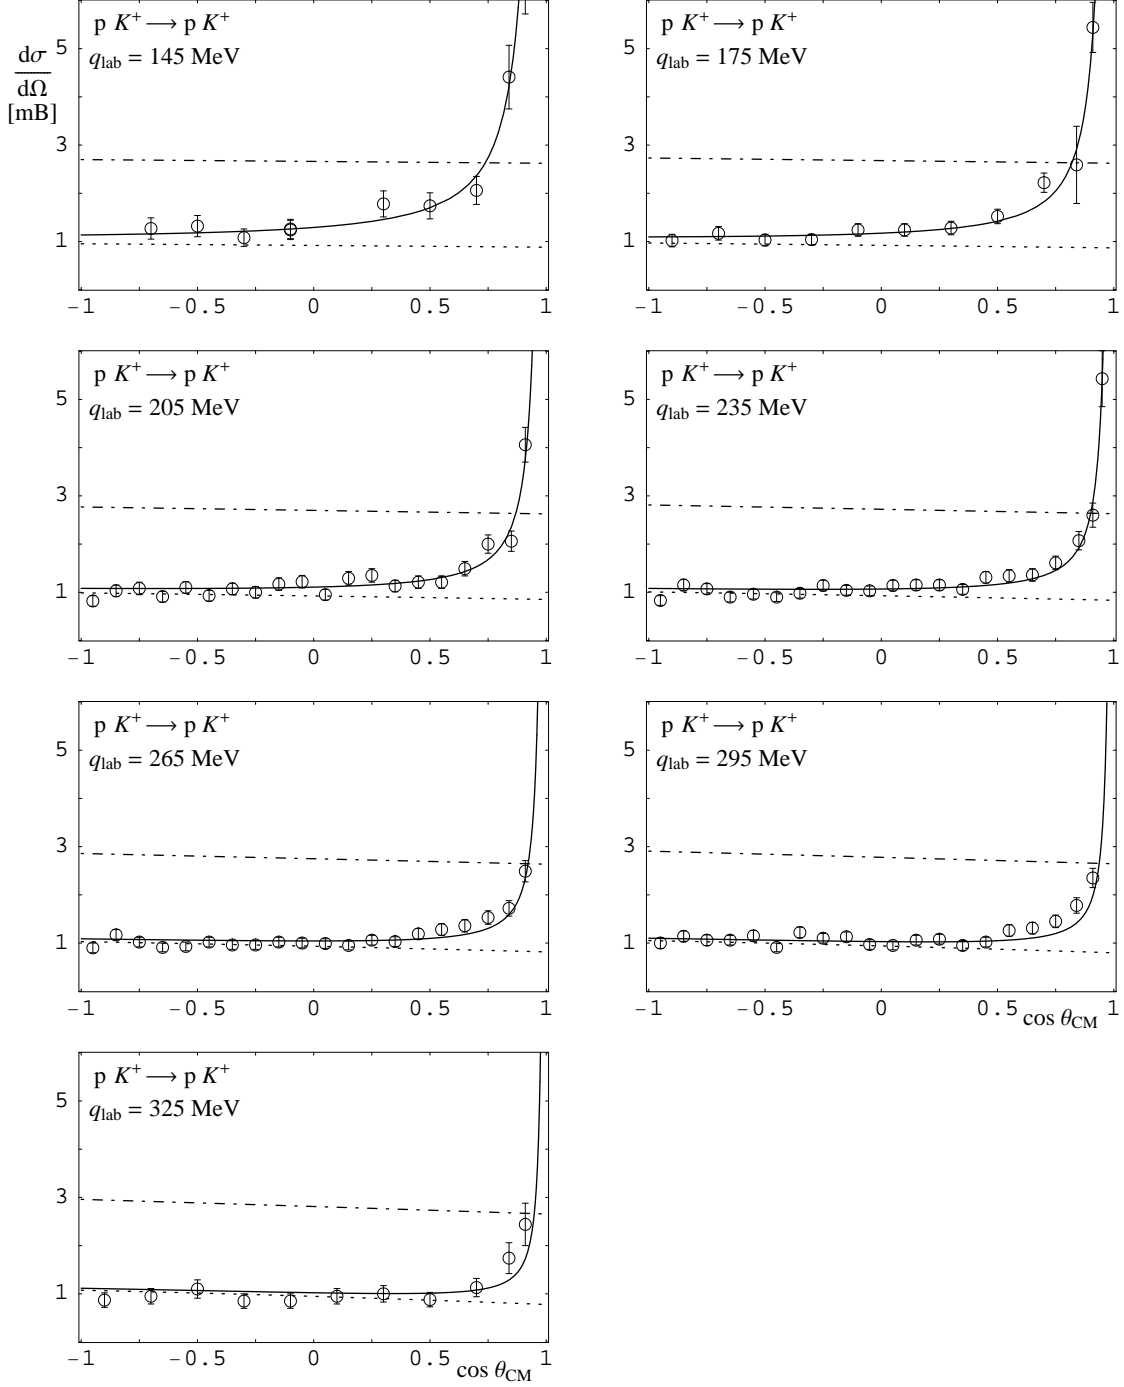 p K⁺ ⟶ p K⁺
q_lab = 145 MeV
dσ
dΩ
[mB]
5
3
1
−1 −0.5 0 0.5 1
p K⁺ ⟶ p K⁺
q_lab = 175 MeV
5
3
1
−1 −0.5 0 0.5 1
p K⁺ ⟶ p K⁺
q_lab = 205 MeV
5
3
1
−1 −0.5 0 0.5 1
p K⁺ ⟶ p K⁺
q_lab = 235 MeV
5
3
1
−1 −0.5 0 0.5 1
p K⁺ ⟶ p K⁺
q_lab = 265 MeV
5
3
1
−1 −0.5 0 0.5 1
p K⁺ ⟶ p K⁺
q_lab = 295 MeV
5
3
1
−1 −0.5 0 0.5 1
cos θ_CM
p K⁺ ⟶ p K⁺
q_lab = 325 MeV
5
3
1
−1 −0.5 0 0.5 1
cos θ_CM